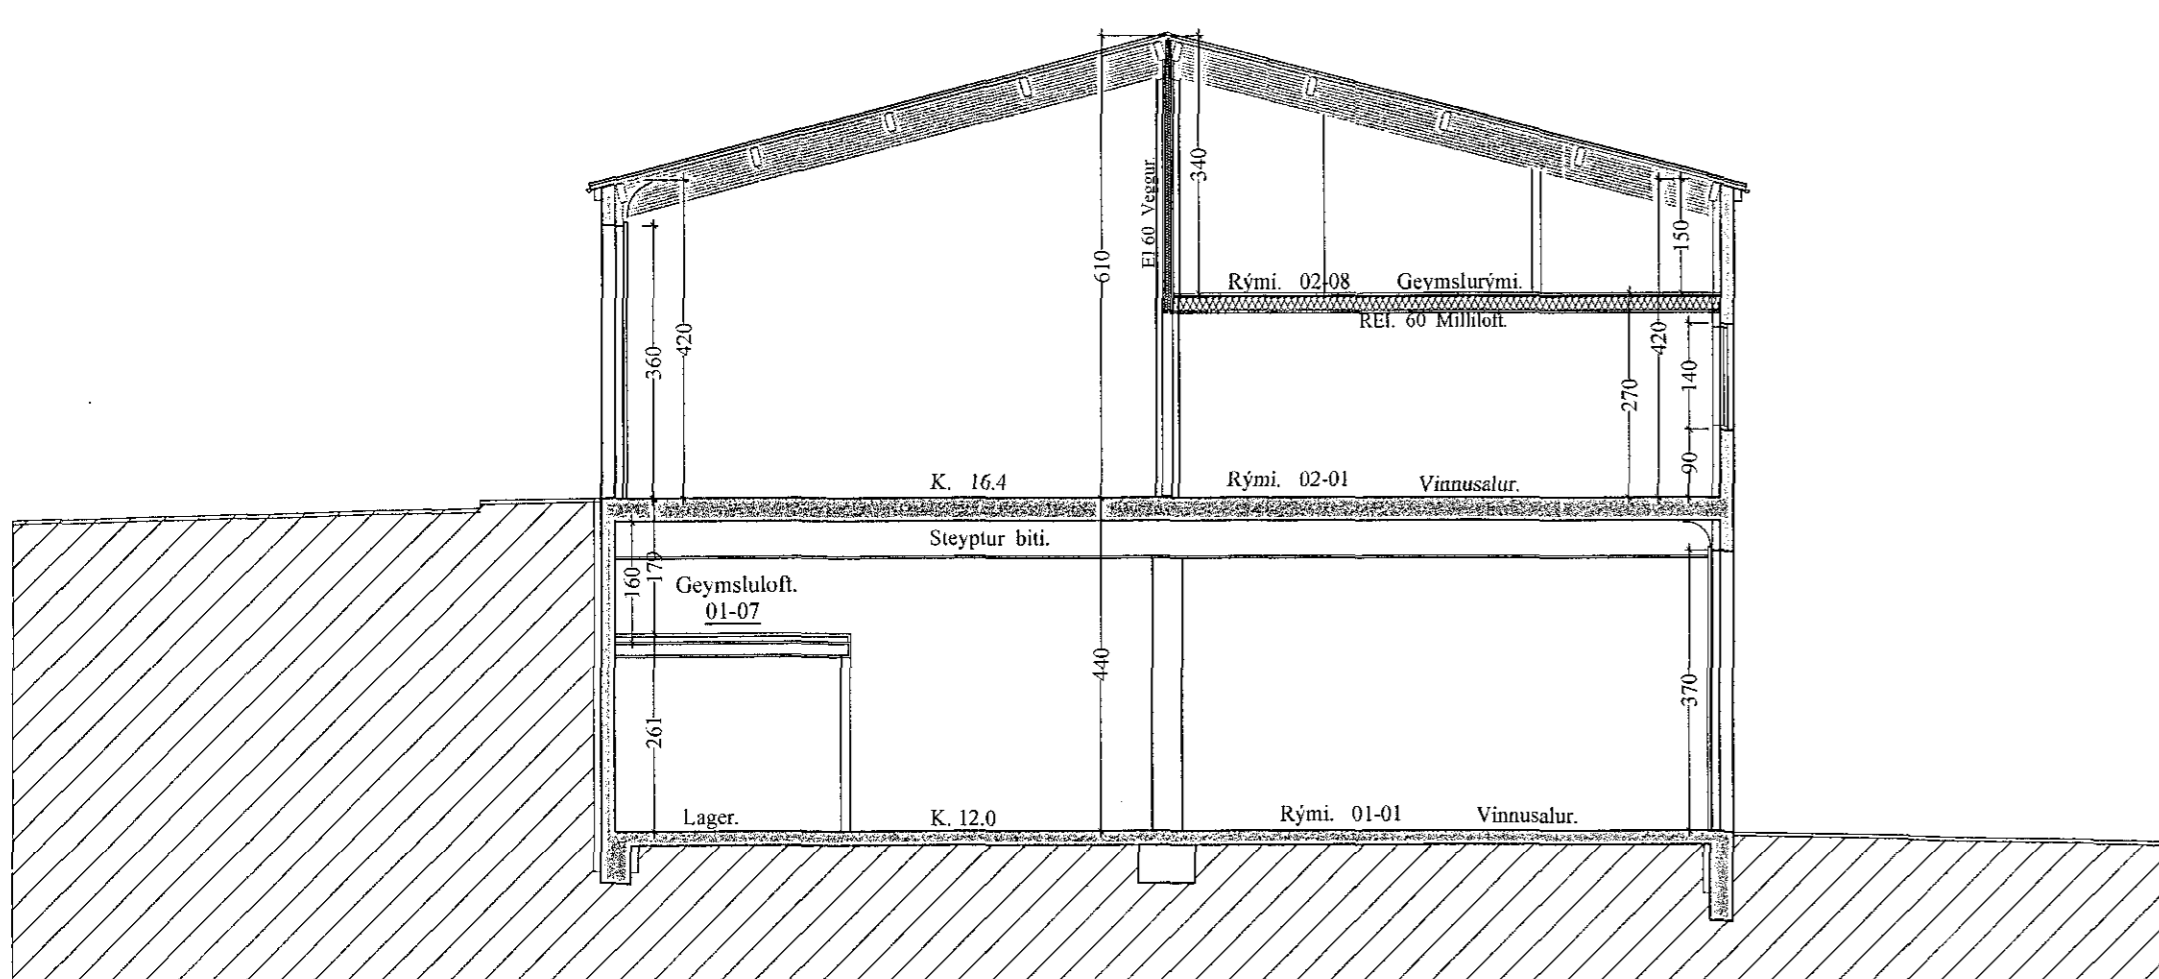 340
610
EI 60 Veggur.
150
Rými. 02-08 Geymslurými.
REI. 60 Milliloft.
420
360
420
140
270
90
K. 16.4
Rými. 02-01 Vinnusalur.
Steyptur biti.
160
179
Geymsluloft.
01-07
440
370
261
Lager.
K. 12.0
Rými. 01-01 Vinnusalur.